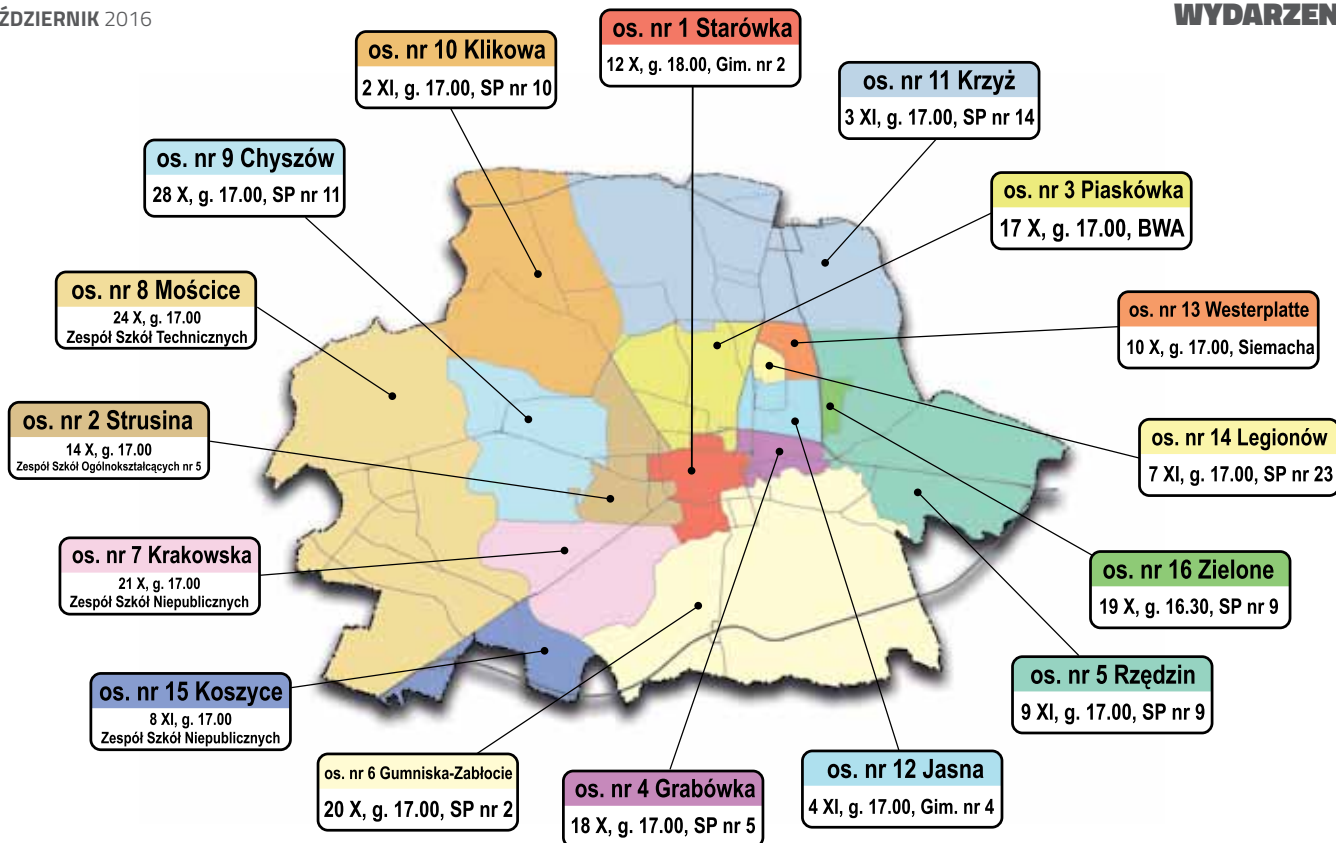 ŹDZIERNIK 2016
WYDARZEN
os. nr 1 Starówka
12 X, g. 18.00, Gim. nr 2
os. nr 10 Klikowa
2 XI, g. 17.00, SP nr 10
os. nr 11 Krzyż
3 XI, g. 17.00, SP nr 14
os. nr 9 Chyszów
28 X, g. 17.00, SP nr 11
os. nr 3 Piaskówka
17 X, g. 17.00, BWA
os. nr 8 Mościce
24 X, g. 17.00
Zespół Szkół Technicznych
os. nr 13 Westerplatte
10 X, g. 17.00, Siemacha
os. nr 2 Strusina
14 X, g. 17.00
Zespół Szkół Ogólnokształcących nr 5
os. nr 14 Legionów
7 XI, g. 17.00, SP nr 23
os. nr 7 Krakowska
21 X, g. 17.00
Zespół Szkół Niepublicznych
os. nr 16 Zielone
19 X, g. 16.30, SP nr 9
os. nr 15 Koszyce
8 XI, g. 17.00
Zespół Szkół Niepublicznych
os. nr 5 Rzędzin
9 XI, g. 17.00, SP nr 9
os. nr 6 Gumniska-Zabłocie
20 X, g. 17.00, SP nr 2
os. nr 4 Grabówka
18 X, g. 17.00, SP nr 5
os. nr 12 Jasna
4 XI, g. 17.00, Gim. nr 4